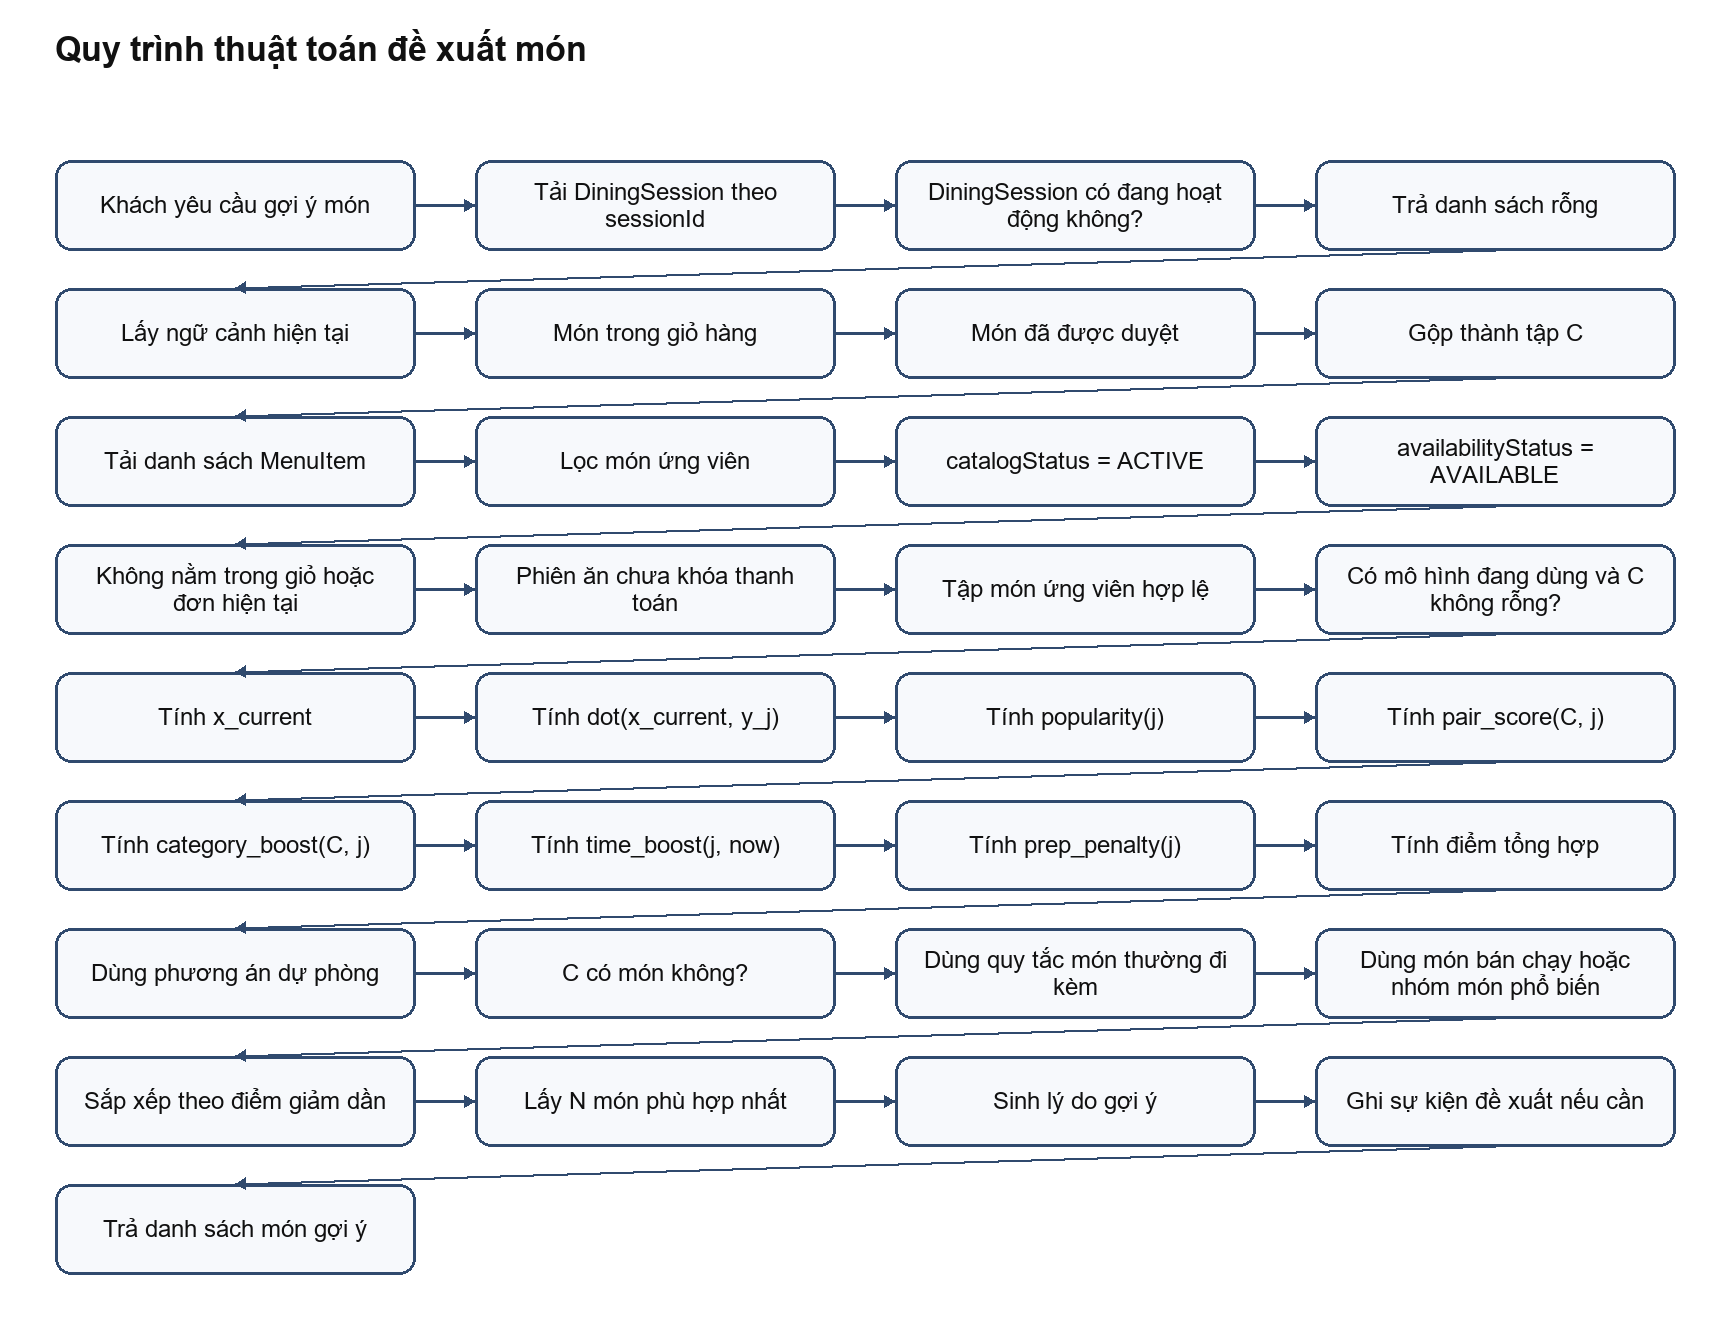 Quy trình thuật toán đề xuất món
Khách yêu cầu gợi ý món
Tải DiningSession theo
sessionId
DiningSession có đang hoạt
động không?
Trả danh sách rỗng
Lấy ngữ cảnh hiện tại
Món trong giỏ hàng
Món đã được duyệt
Gộp thành tập C
Tải danh sách MenuItem
Lọc món ứng viên
catalogStatus = ACTIVE
availabilityStatus =
AVAILABLE
Không nằm trong giỏ hoặc
đơn hiện tại
Phiên ăn chưa khóa thanh
toán
Tập món ứng viên hợp lệ
Có mô hình đang dùng và C
không rỗng?
Tính x_current
Tính dot(x_current, y_j)
Tính popularity(j)
Tính pair_score(C, j)
Tính category_boost(C, j)
Tính time_boost(j, now)
Tính prep_penalty(j)
Tính điểm tổng hợp
Dùng phương án dự phòng
C có món không?
Dùng quy tắc món thường đi
kèm
Dùng món bán chạy hoặc
nhóm món phổ biến
Sắp xếp theo điểm giảm dần
Lấy N món phù hợp nhất
Sinh lý do gợi ý
Ghi sự kiện đề xuất nếu cần
Trả danh sách món gợi ý